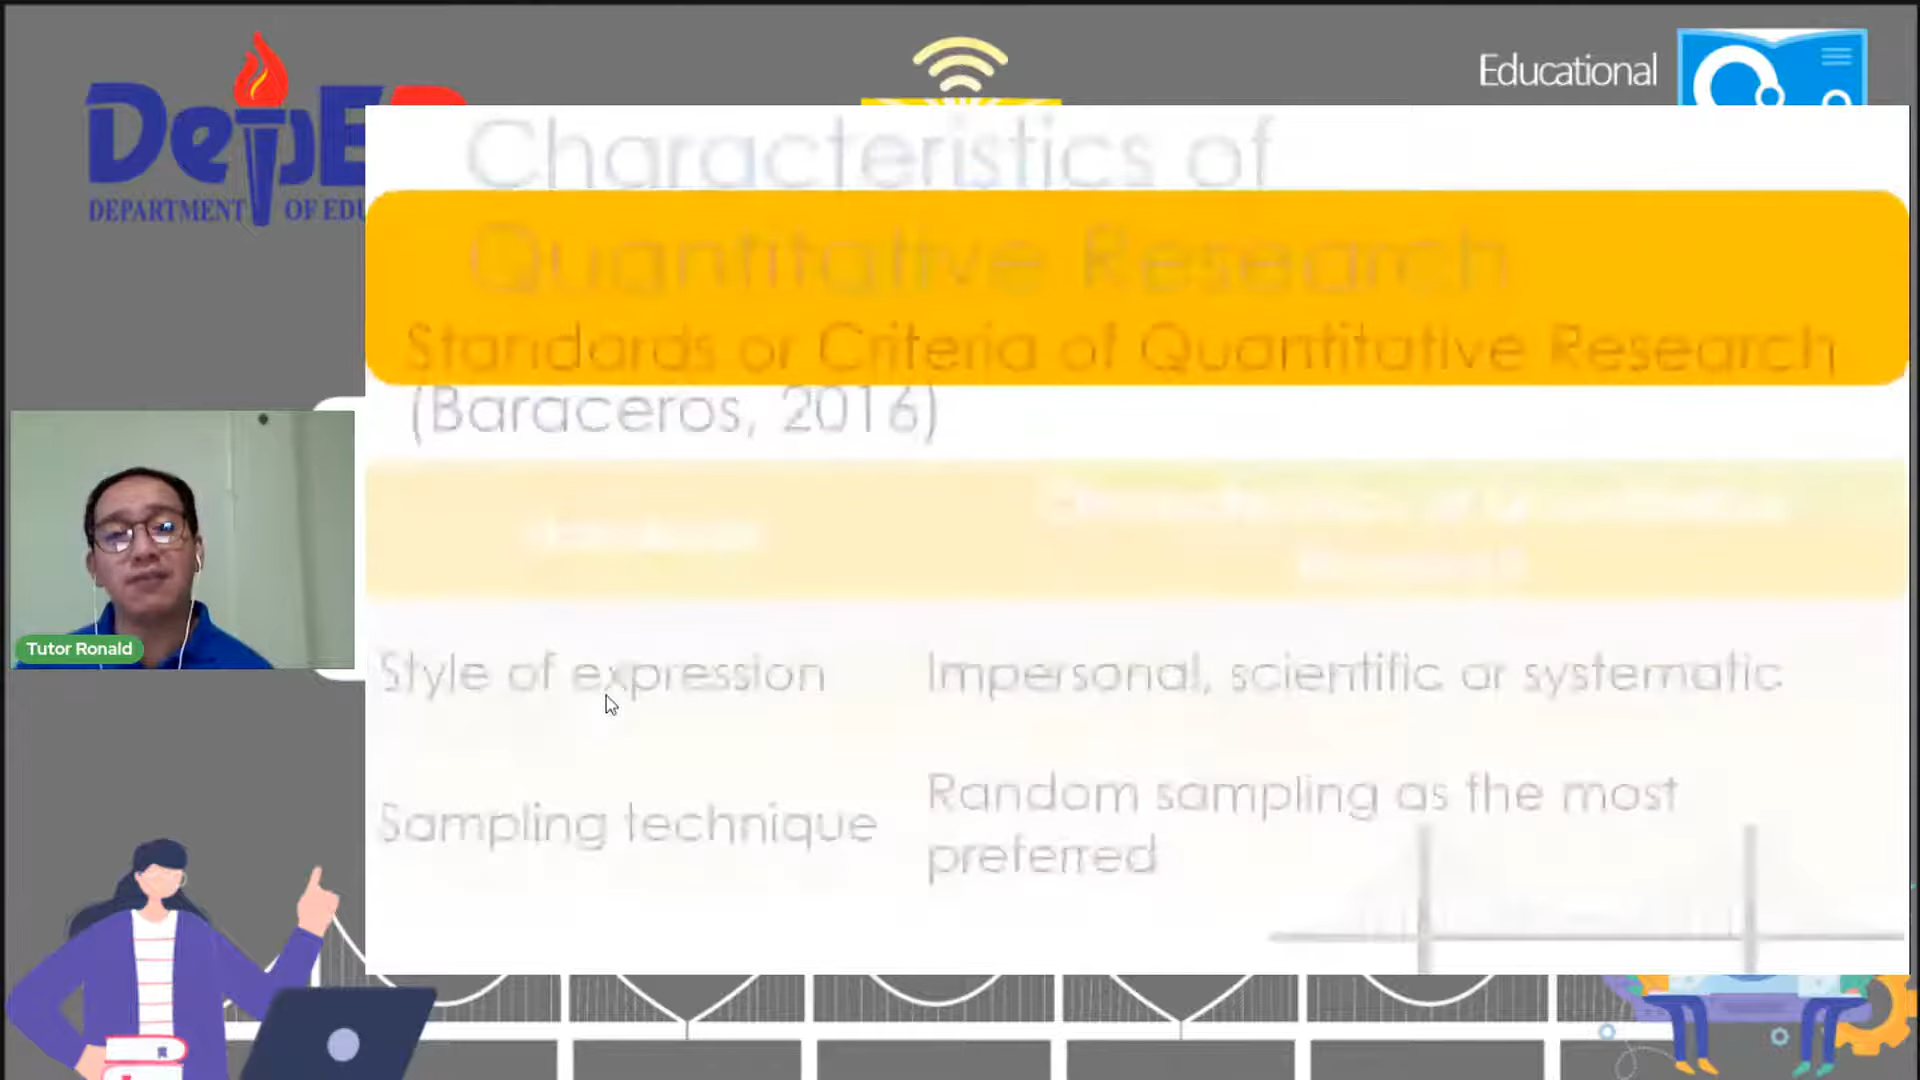 DepE
DEPARTMENT OF EDU
Educational
Characteristics of
Quantitative Research
Standards or Criteria of Quantitative Research
(Baraceros, 2016)
Style of expression
Impersonal, scientific or systematic
Sampling technique
Random sampling as the most
preferred
Tutor Ronald